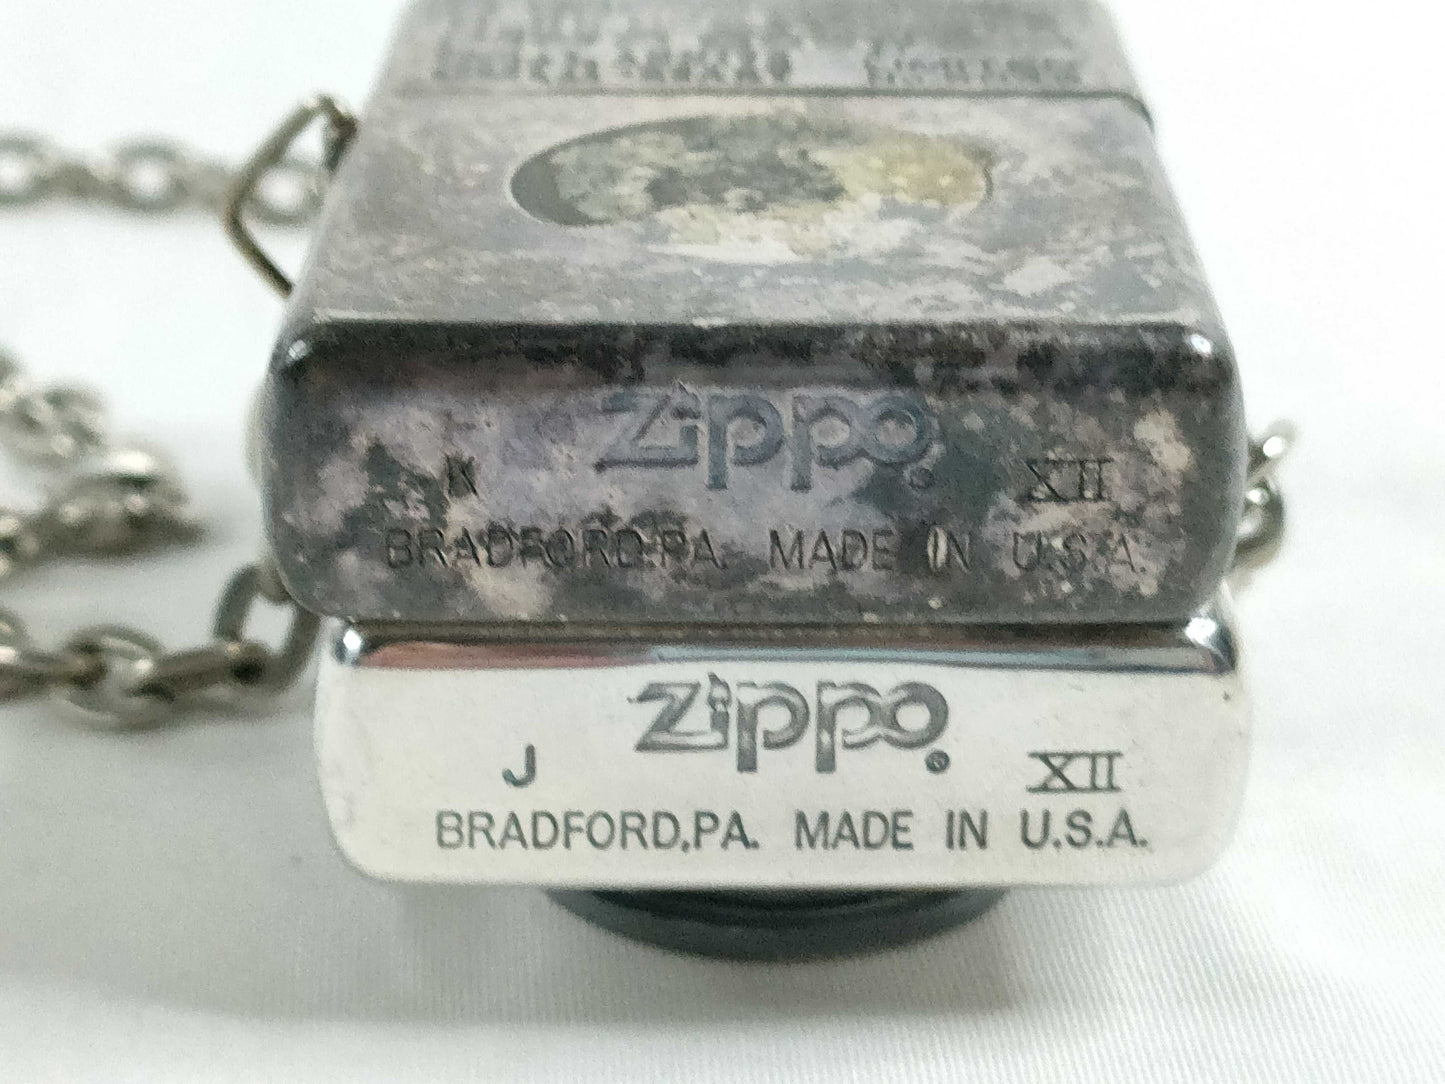 zippo
K XII
BRADFORD,PA. MADE IN U.S.A.
zippo®
J XII
BRADFORD,PA. MADE IN U.S.A.